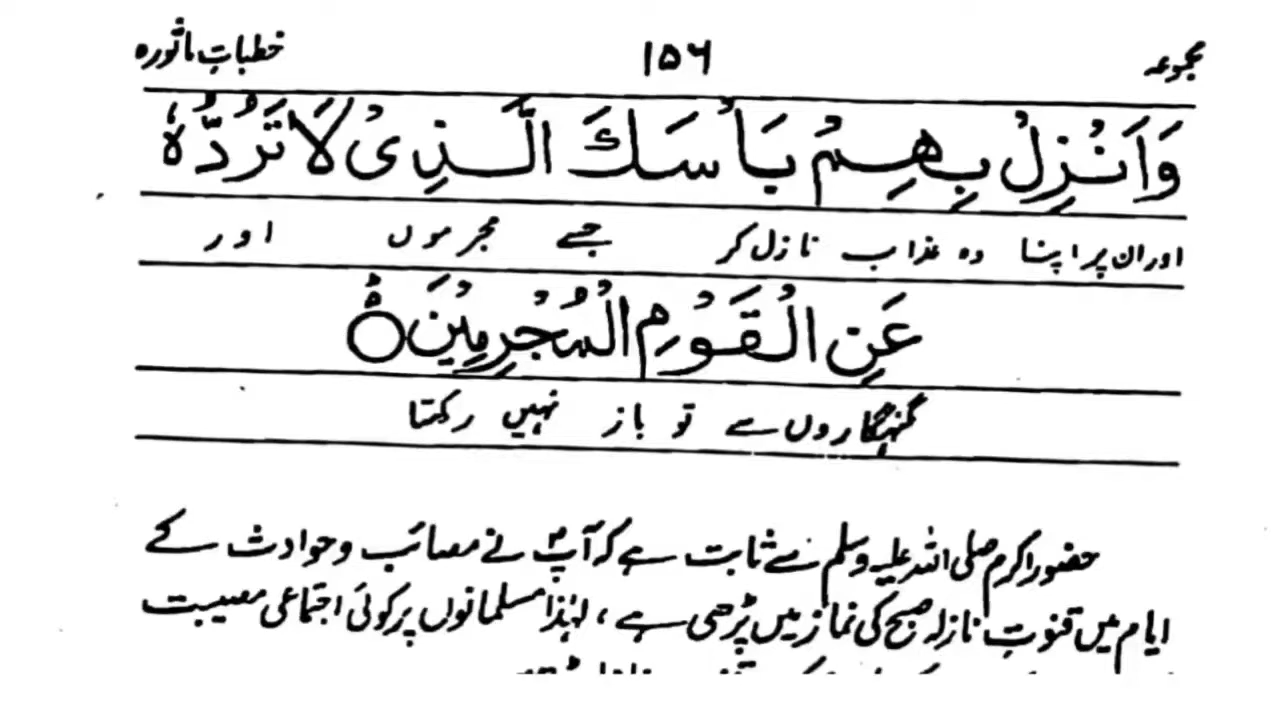 مجموعہ ۱۵۶ خطباتِ ماثورہ
وَاَنْزِلْ بِهِمْ بَأْسَكَ الَّذِىْ لَا تَرُدُّهٗ
اور ان پر اپنا وہ عذاب نازل کر جسے مجرموں اور
عَنِ الْقَوْمِ الْمُجْرِمِيْنَ ○
گنہگاروں سے تو باز نہیں رکھتا
حضور اکرم صلی اللہ علیہ وسلم سے ثابت ہے کہ آپؐ نے مصائب و حوادث کے
ایام میں قنوتِ نازلہ صبح کی نماز میں پڑھی ہے، لہٰذا مسلمانوں پر کوئی اجتماعی مصیبت